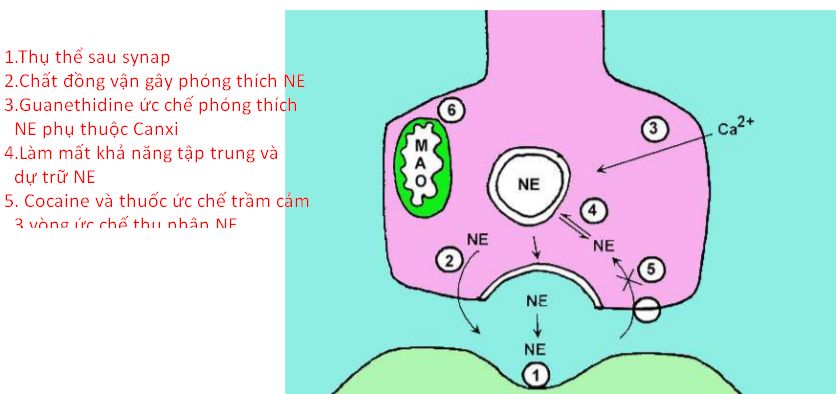 1.Thụ thể sau synap
2.Chất đồng vận gây phóng thích NE
3.Guanethidine ức chế phóng thích
NE phụ thuộc Canxi
4.Làm mất khả năng tập trung và
dự trữ NE
5. Cocaine và thuốc ức chế trầm cảm
3 vòng ức chế thu nhận NE
6
MAO
3
Ca2+
NE
4
NE
NE
2
5
NE
NE
1